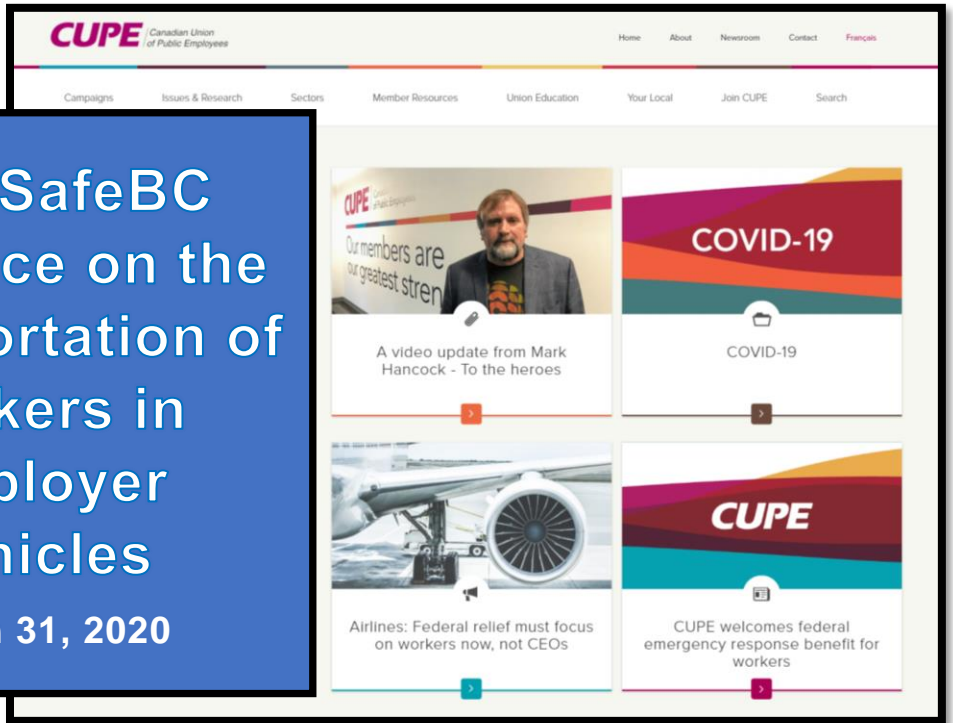 CUPE Canadian Union
of Public Employees
Home About Newsroom Contact Français
Campaigns Issues & Research Sectors Member Resources Union Education Your Local Join CUPE Search
SafeBC
ce on the
ortation of
kers in
ployer
hicles
31, 2020
CUPE
Our members are
our greatest stren
A video update from Mark
Hancock - To the heroes
COVID-19
COVID-19
Airlines: Federal relief must focus
on workers now, not CEOs
CUPE
CUPE welcomes federal
emergency response benefit for
workers